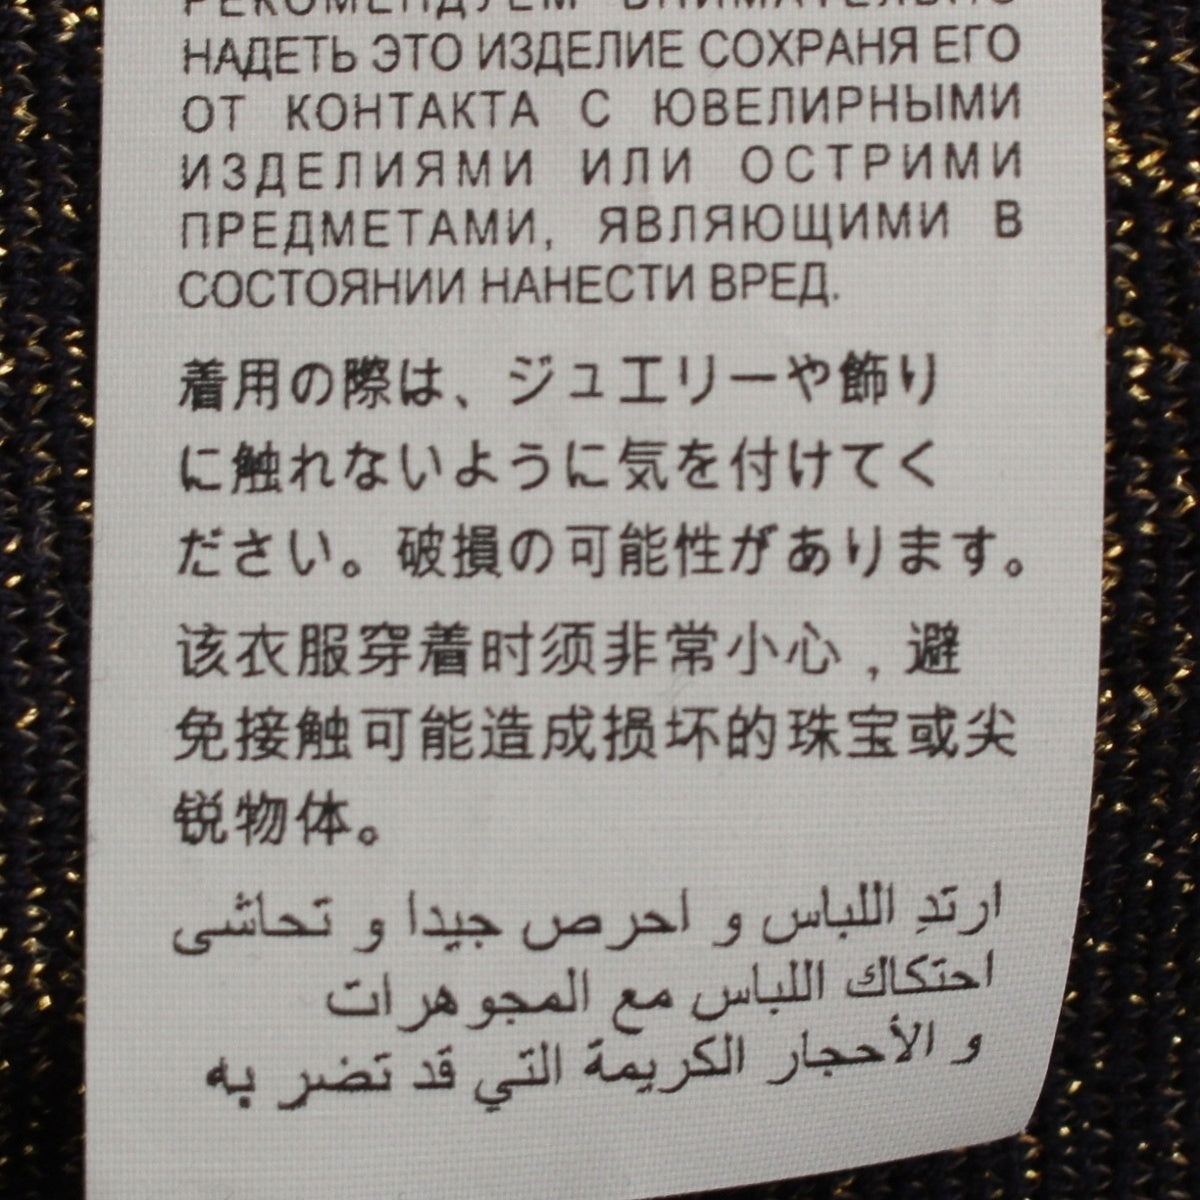 РЕКОМЕНДУЕМ ВНИМАТЕЛЬНО
НАДЕТЬ ЭТО ИЗДЕЛИЕ СОХРАНЯ ЕГО
ОТ КОНТАКТА С ЮВЕЛИРНЫМИ
ИЗДЕЛИЯМИ ИЛИ ОСТРИМИ
ПРЕДМЕТАМИ, ЯВЛЯЮЩИМИ В
СОСТОЯНИИ НАНЕСТИ ВРЕД.
着用の際は、ジュエリーや飾り
に触れないように気を付けてく
ださい。破損の可能性があります。
该衣服穿着时须非常小心，避
免接触可能造成损坏的珠宝或尖
锐物体。
ارتدِ اللباس و احرص جيدا و تحاشى
احتكاك اللباس مع المجوهرات
و الأحجار الكريمة التي قد تضر به